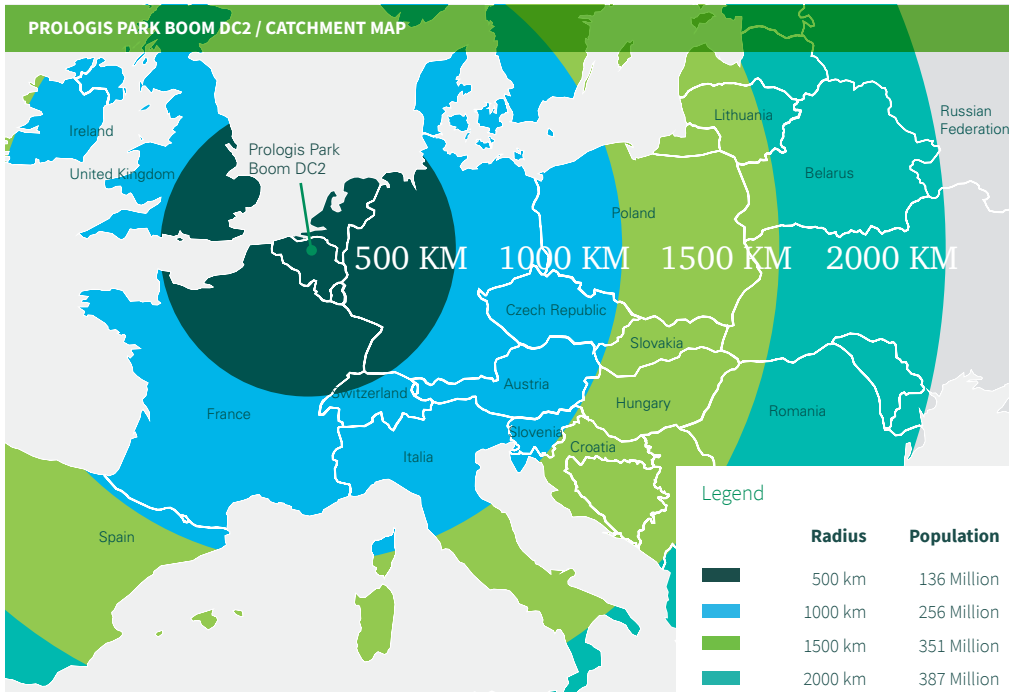 PROLOGIS PARK BOOM DC2 / CATCHMENT MAP
Russian
Federation
Lithuania
Ireland
Prologis Park
Boom DC2
United Kingdom
Belarus
Poland
500 KM
1000 KM
1500 KM
2000 KM
Czech Republic
Slovakia
Switzerland
Austria
Hungary
Romania
France
Slovenia
Croatia
Italia
Spain
Legend
Radius Population
500 km 136 Million
1000 km 256 Million
1500 km 351 Million
2000 km 387 Million